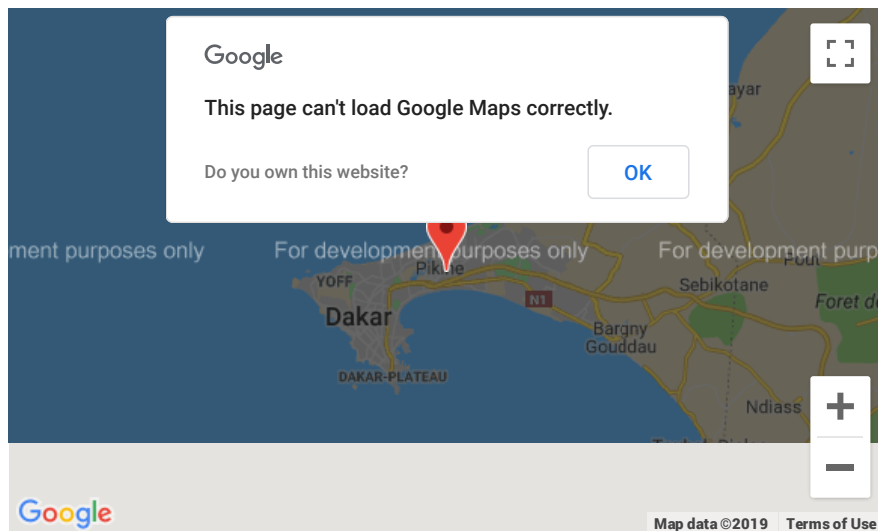 Google
This page can't load Google Maps correctly.
Do you own this website?
OK
ayar
ment purposes only
For development purposes only
For development purp
Pout
Pikine
YOFF
Sebikotane
N1
Foret d
Dakar
Bargny
Gouddau
DAKAR-PLATEAU
Ndiass
Google
Map data ©2019
Terms of Use